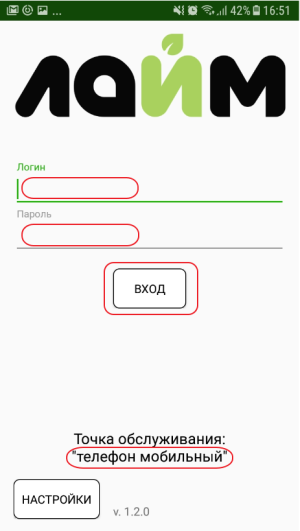 ... 42% 16:51
лайм
Логин
Пароль
ВХОД
Точка обслуживания:
"телефон мобильный"
НАСТРОЙКИ
v. 1.2.0